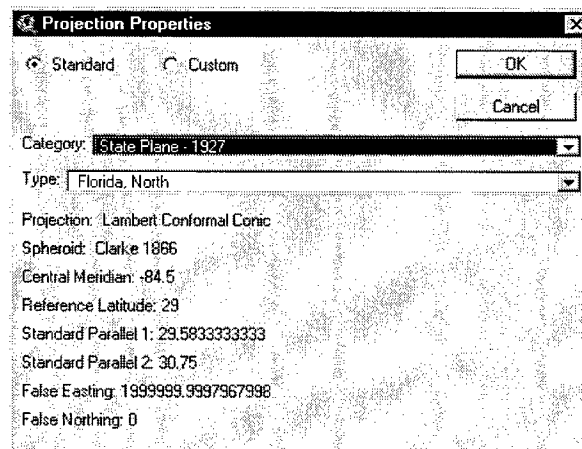 Projection Properties
Standard Custom OK
Cancel
Category: State Plane - 1927
Type: Florida, North
Projection: Lambert Conformal Conic
Spheroid: Clarke 1866
Central Meridian: -84.5
Reference Latitude: 29
Standard Parallel 1: 29.5833333333
Standard Parallel 2: 30.75
False Easting: 1999999.9997967998
False Northing: 0